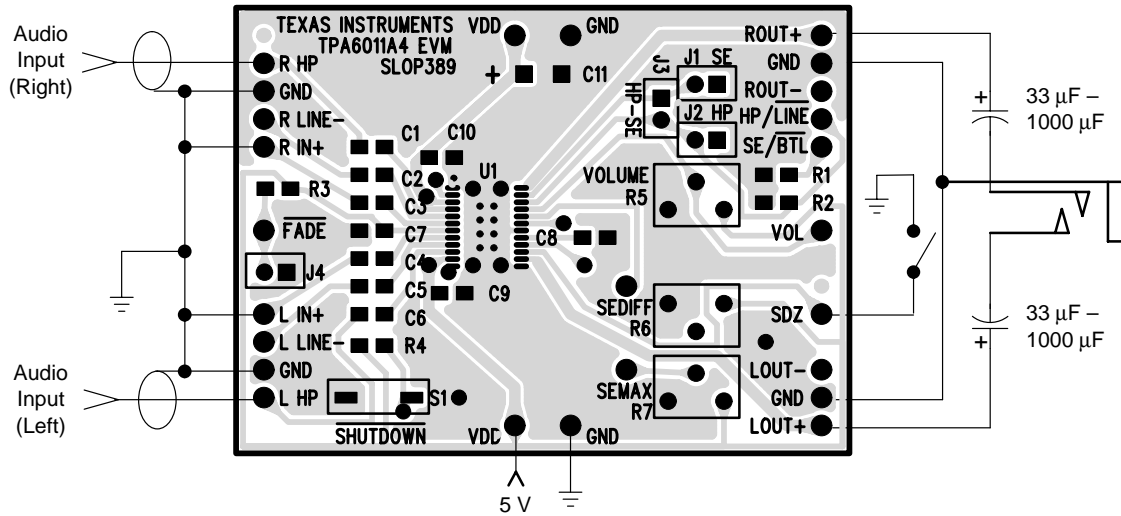 Audio
Input
(Right)
Audio
Input
(Left)
TEXAS INSTRUMENTS
TPA6011A4 EVM
SLOP389
VDD
GND
+
C11
R HP
GND
R LINE-
R IN+
R3
FADE
J4
L IN+
L LINE-
GND
L HP
C1
C10
C2
U1
C3
C7
C8
C4
C5
C9
C6
R4
S1
SHUTDOWN
VDD
GND
5 V
J3
HP-SE
J1 SE
J2 HP
VOLUME
R5
R1
R2
SEDIFF
R6
SEMAX
R7
ROUT+
GND
ROUT-
HP/LINE
SE/BTL
VOL
SDZ
LOUT-
GND
LOUT+
+
33 µF –
1000 µF
33 µF –
1000 µF
+